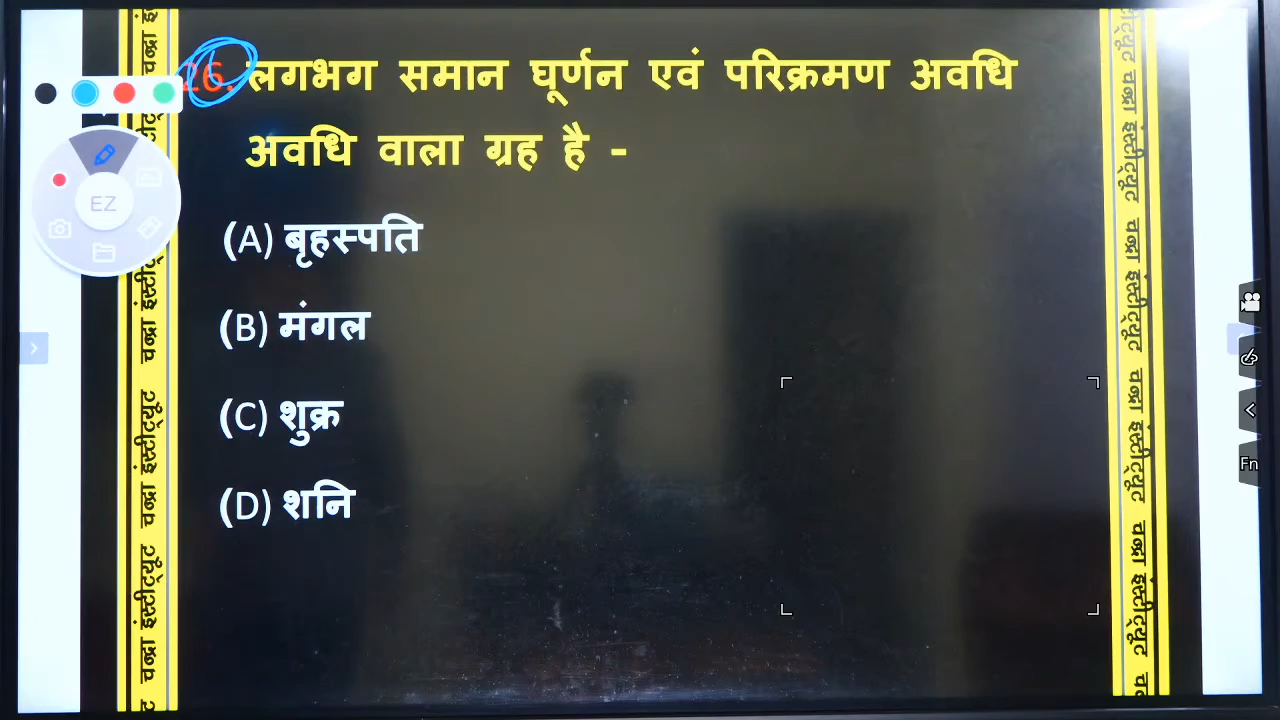 26. लगभग समान घूर्णन एवं परिक्रमण अवधि
अवधि वाला ग्रह है -
(A) बृहस्पति
(B) मंगल
(C) शुक्र
(D) शनि
EZ
Fn
चन्द्रा इंस्टीट्यूट चन्द्रा इंस्टीट्यूट चन्द्रा इंस्टीट्यूट
चन्द्रा इंस्टीट्यूट चन्द्रा इंस्टीट्यूट चन्द्रा इंस्टीट्यूट चन्द्रा इंस्टीट्यूट